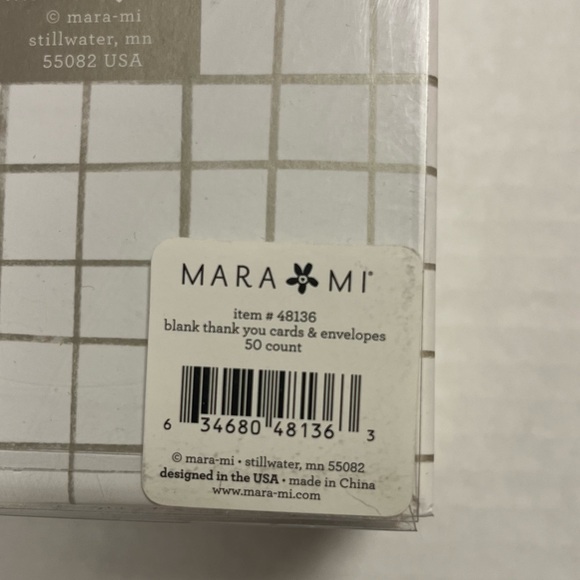 © mara-mi
stillwater, mn
55082 USA
MARA MI
item # 48136
blank thank you cards & envelopes
50 count
6 34680 48136 3
© mara-mi • stillwater, mn 55082
designed in the USA • made in China
www.mara-mi.com